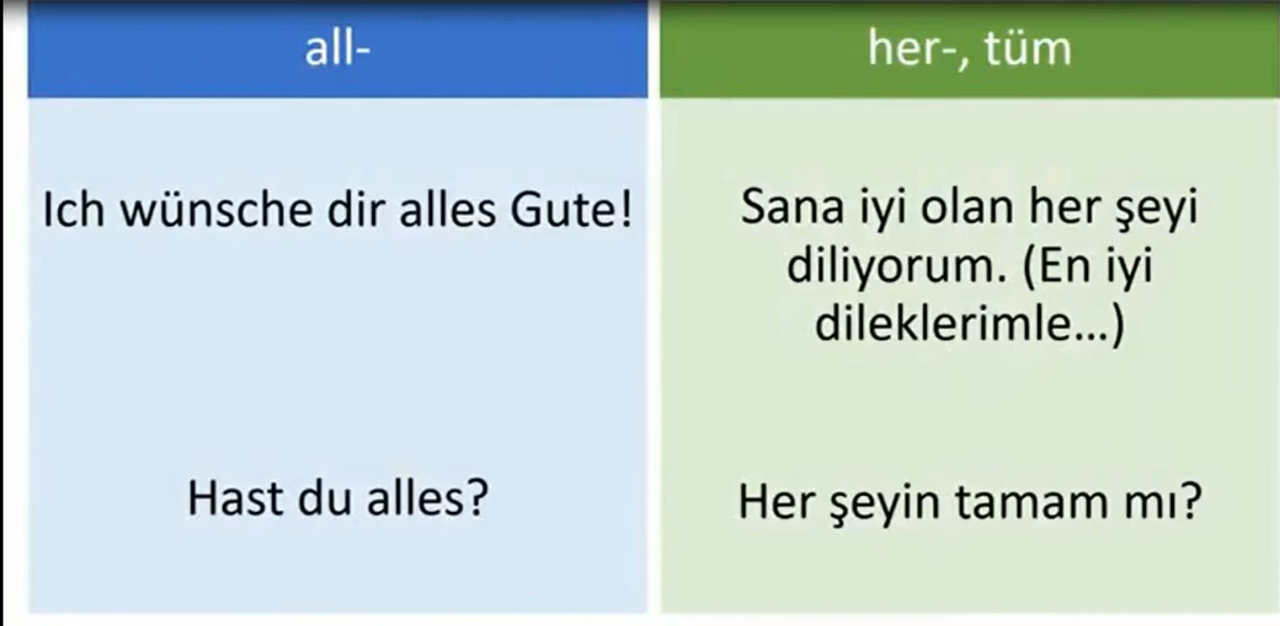 all-
her-, tüm
Ich wünsche dir alles Gute!
Sana iyi olan her şeyi
diliyorum. (En iyi
dileklerimle...)
Hast du alles?
Her şeyin tamam mı?